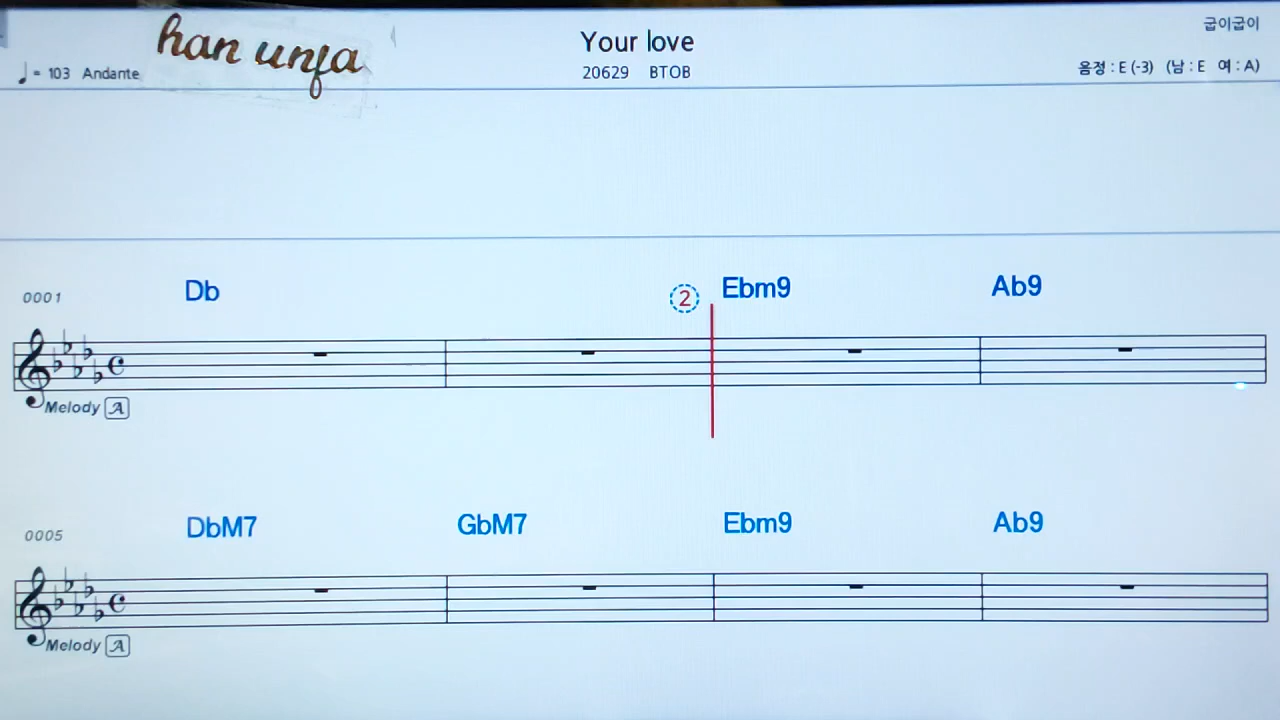 han unja
굽이굽이
Your love
♩= 103 Andante
20629 BTOB
음정 : E (-3) (남 : E 여 : A)
0001
Db
2
Ebm9
Ab9
Melody A
0005
DbM7
GbM7
Ebm9
Ab9
Melody A